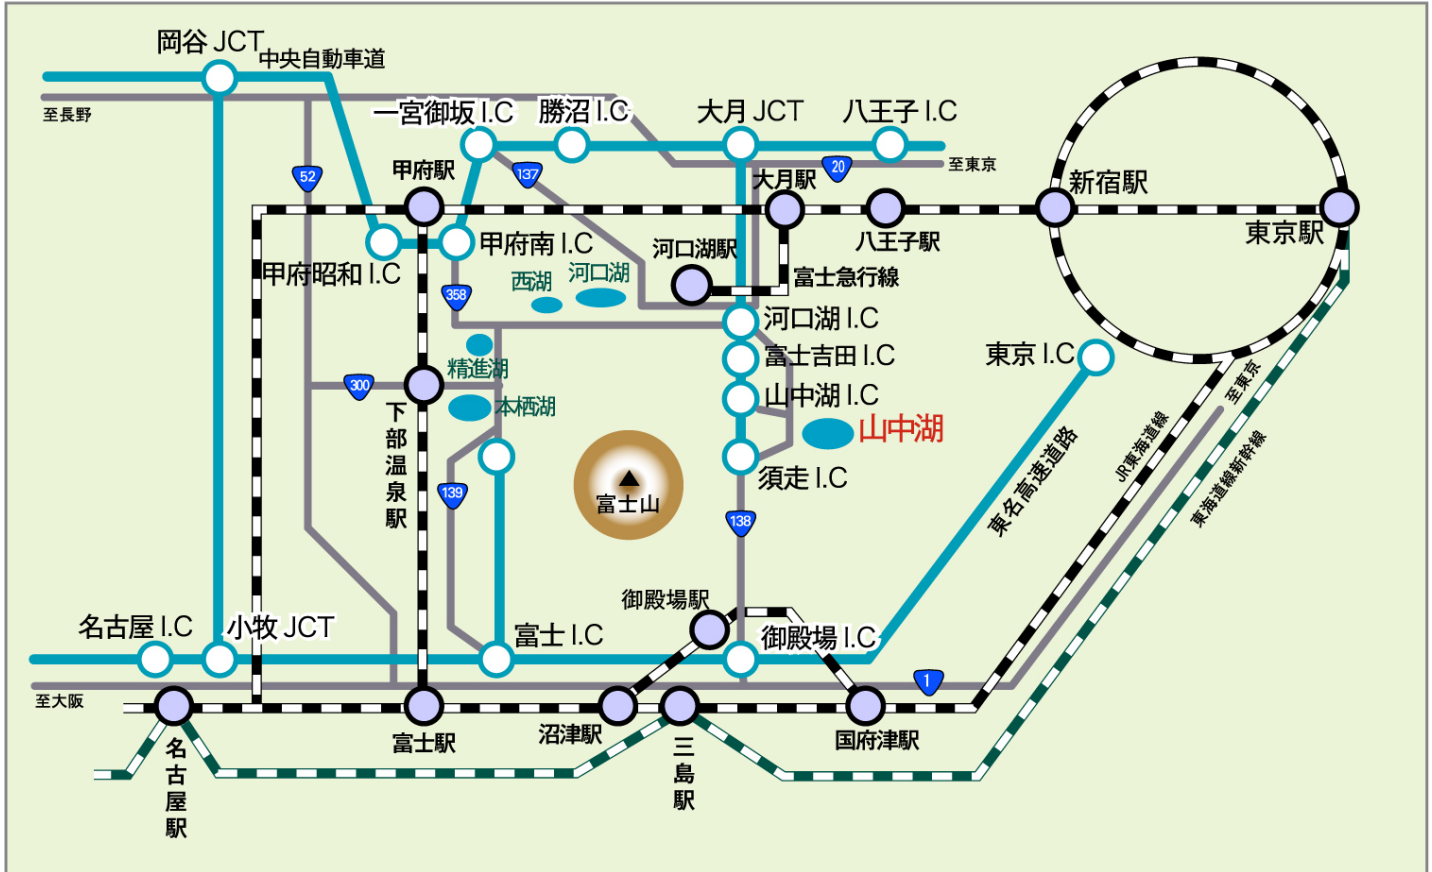 岡谷 JCT
中央自動車道
至長野
一宮御坂 I.C
勝沼 I.C
大月 JCT
八王子 I.C
20
至東京
52
甲府駅
137
大月駅
新宿駅
東京駅
八王子駅
甲府昭和 I.C
甲府南 I.C
河口湖駅
富士急行線
西湖
河口湖
358
河口湖 I.C
富士吉田 I.C
東京 I.C
精進湖
300
山中湖 I.C
本栖湖
山中湖
下部温泉駅
須走 I.C
139
富士山
138
東名高速道路
JR東海道線
至東京
東海道線新幹線
御殿場駅
名古屋 I.C
小牧 JCT
富士 I.C
御殿場 I.C
1
至大阪
名古屋駅
富士駅
沼津駅
三島駅
国府津駅